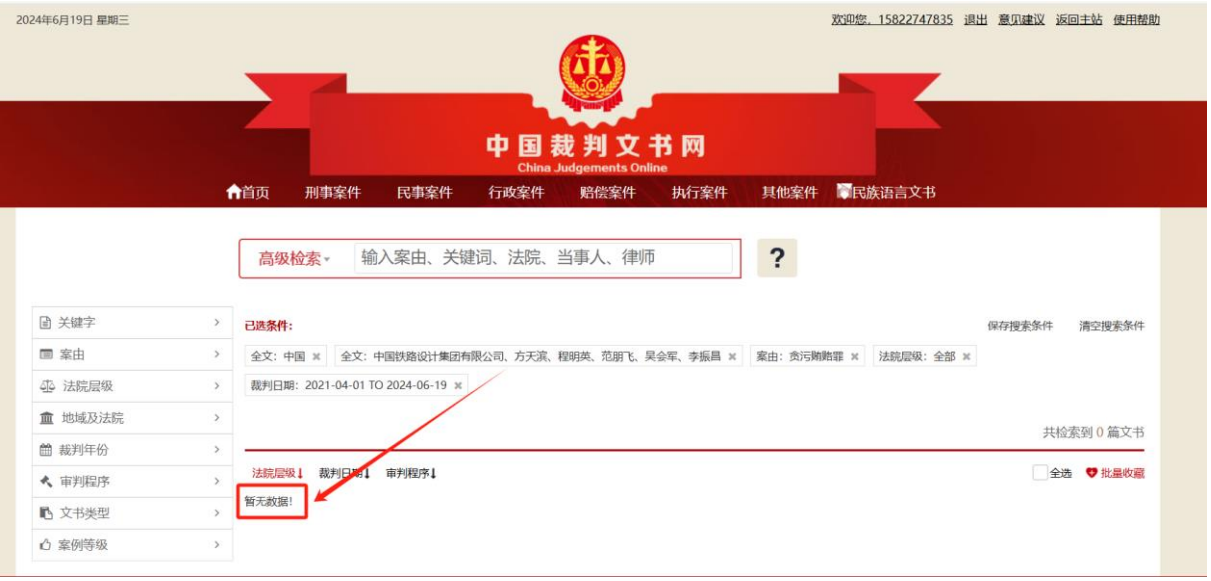 2024年6月19日 星期三
欢迎您，15822747835 退出 意见建议 返回主站 使用帮助
中国裁判文书网
China Judgements Online
首页 刑事案件 民事案件 行政案件 赔偿案件 执行案件 其他案件 民族语言文书
高级检索 输入案由、关键词、法院、当事人、律师 ?
关键字
案由
法院层级
地域及法院
裁判年份
审判程序
文书类型
案例等级
已选条件: 保存搜索条件 清空搜索条件
全文：中国 全文：中国铁路设计集团有限公司、方天滨、程明英、范朋飞、吴会军、李振昌 案由：贪污贿赂罪 法院层级：全部
裁判日期：2021-04-01 TO 2024-06-19
共检索到 0 篇文书
法院层级 裁判日期 审判程序 全选 批量收藏
暂无数据!